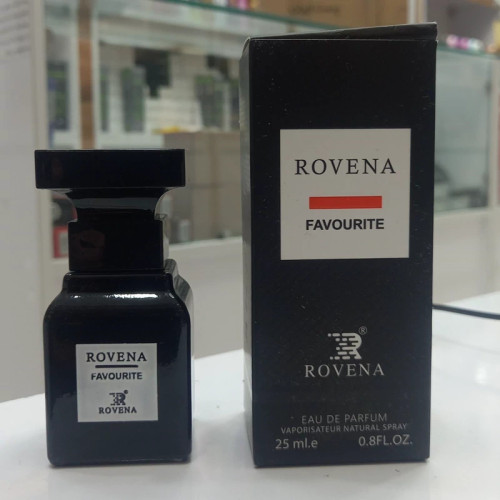 ROVENA
FAVOURITE
®
ROVENA
EAU DE PARFUM
VAPORISATEUR NATURAL SPRAY
25 ml.e 0.8FL.OZ.
ROVENA
FAVOURITE
ROVENA